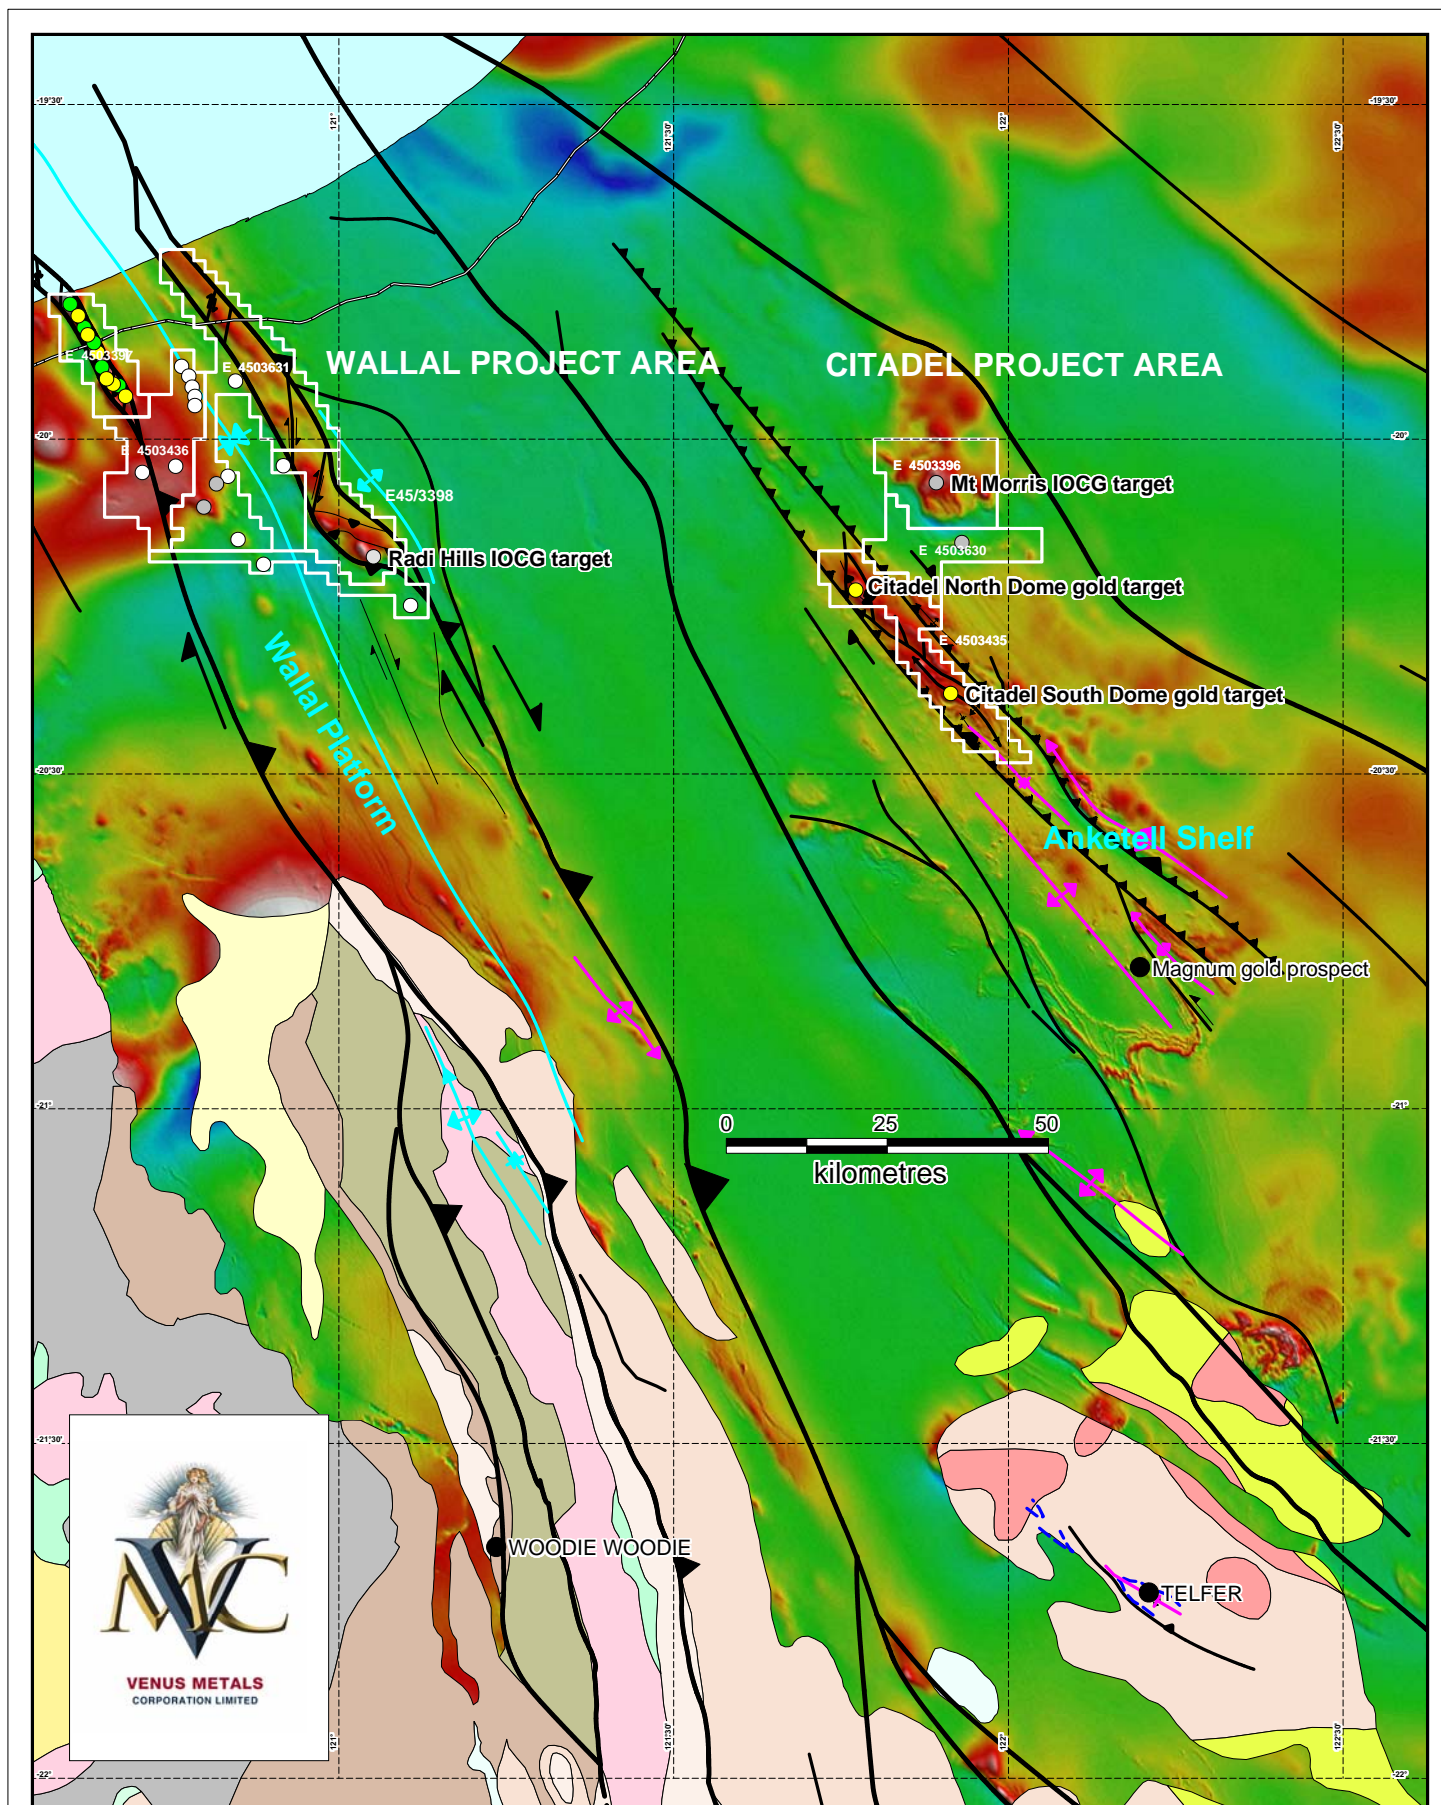 -19°30'
-19°30'
121°
121°30'
122°
122°30'
E 4503397
E 4503631
WALLAL PROJECT AREA
CITADEL PROJECT AREA
-20°
-20°
E 4503436
E 4503396
Mt Morris IOCG target
E45/3398
E 4503630
Radi Hills IOCG target
Citadel North Dome gold target
E 4503435
Citadel South Dome gold target
Wallal Platform
-20°30'
-20°30'
Anketell Shelf
Magnum gold prospect
-21°
-21°
0 25 50
kilometres
-21°30'
-21°30'
WOODIE WOODIE
TELFER
VMC
VENUS METALS
CORPORATION LIMITED
121°
121°30'
122°
122°30'
-22°
-22°